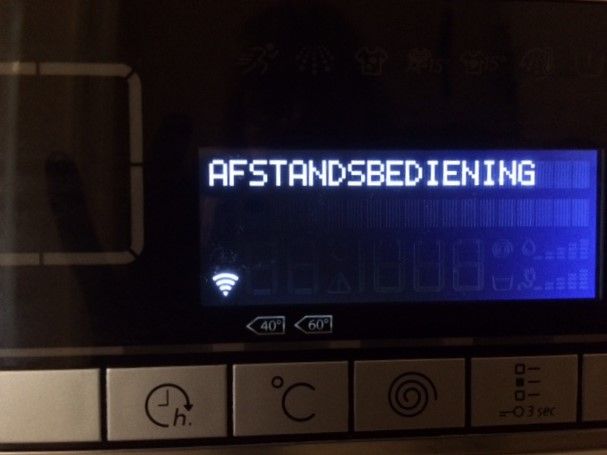 AFSTANDSBEDIENING
40° 60°
h. °C 3 sec